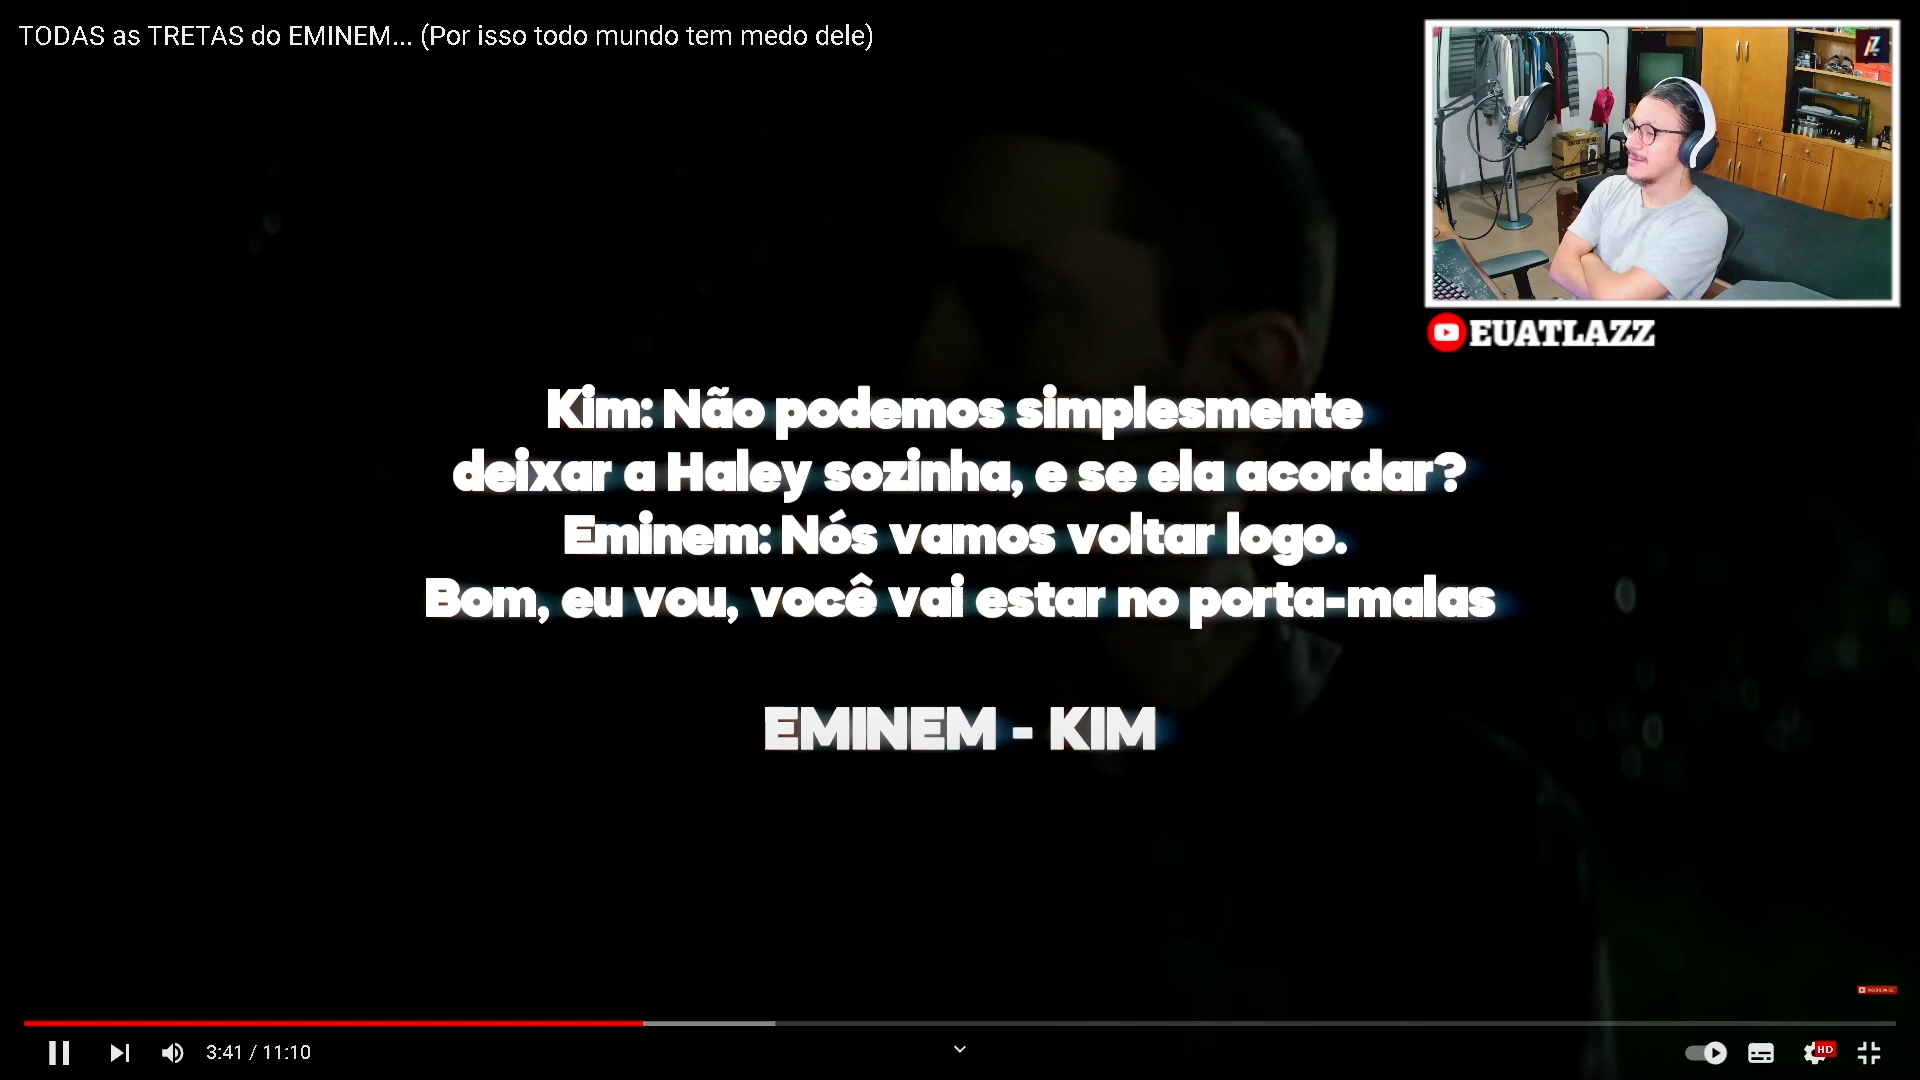 TODAS as TRETAS do EMINEM... (Por isso todo mundo tem medo dele)
EUATLAZZ
Kim: Não podemos simplesmente
deixar a Haley sozinha, e se ela acordar?
Eminem: Nós vamos voltar logo.
Bom, eu vou, você vai estar no porta-malas
EMINEM - KIM
3:41 / 11:10
HD